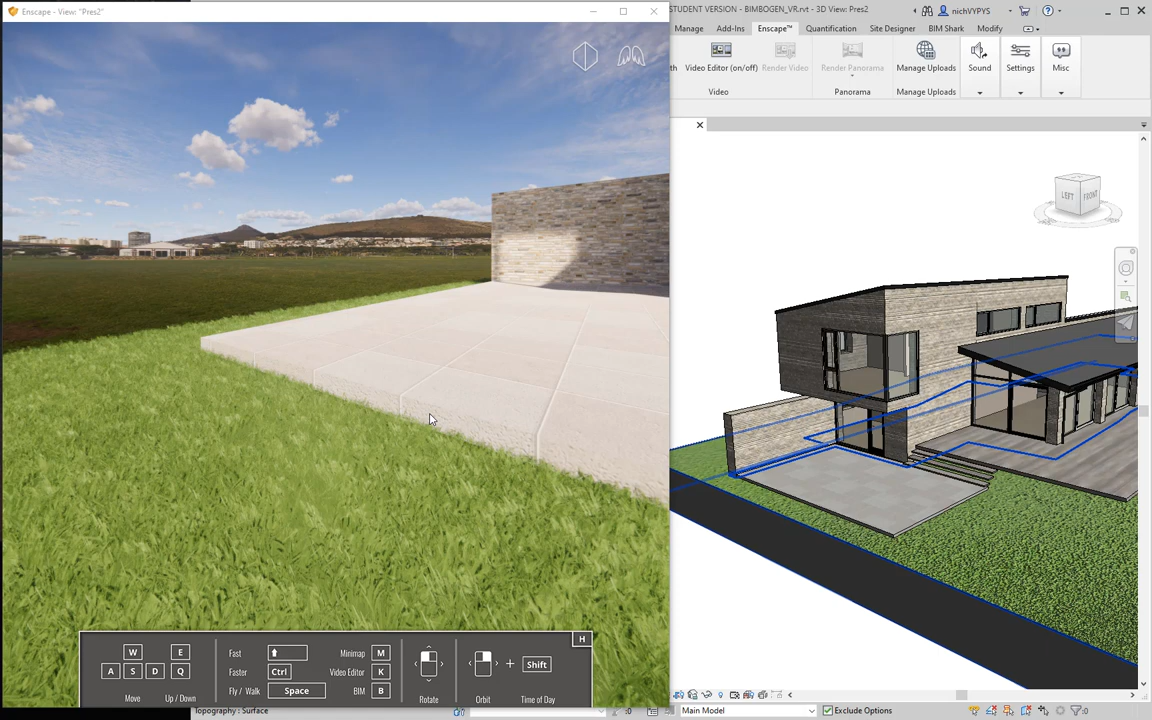 Enscape - View: "Pres2"
STUDENT VERSION - BIMBOGEN_VR.rvt - 3D View: Pres2
nichVYPYS
Manage Add-Ins Enscape™ Quantification Site Designer BIM Shark Modify
Video Editor (on/off) Render Video Render Panorama Manage Uploads Sound Settings Misc
Video Panorama Manage Uploads
LEFT FRONT
H
W E
A S D Q
Move Up / Down
Fast
Faster Ctrl
Fly / Walk Space
Minimap M
Video Editor K
BIM B
Rotate
Orbit
+ Shift
Time of Day
Topography : Surface
:0
Main Model
Exclude Options
:0